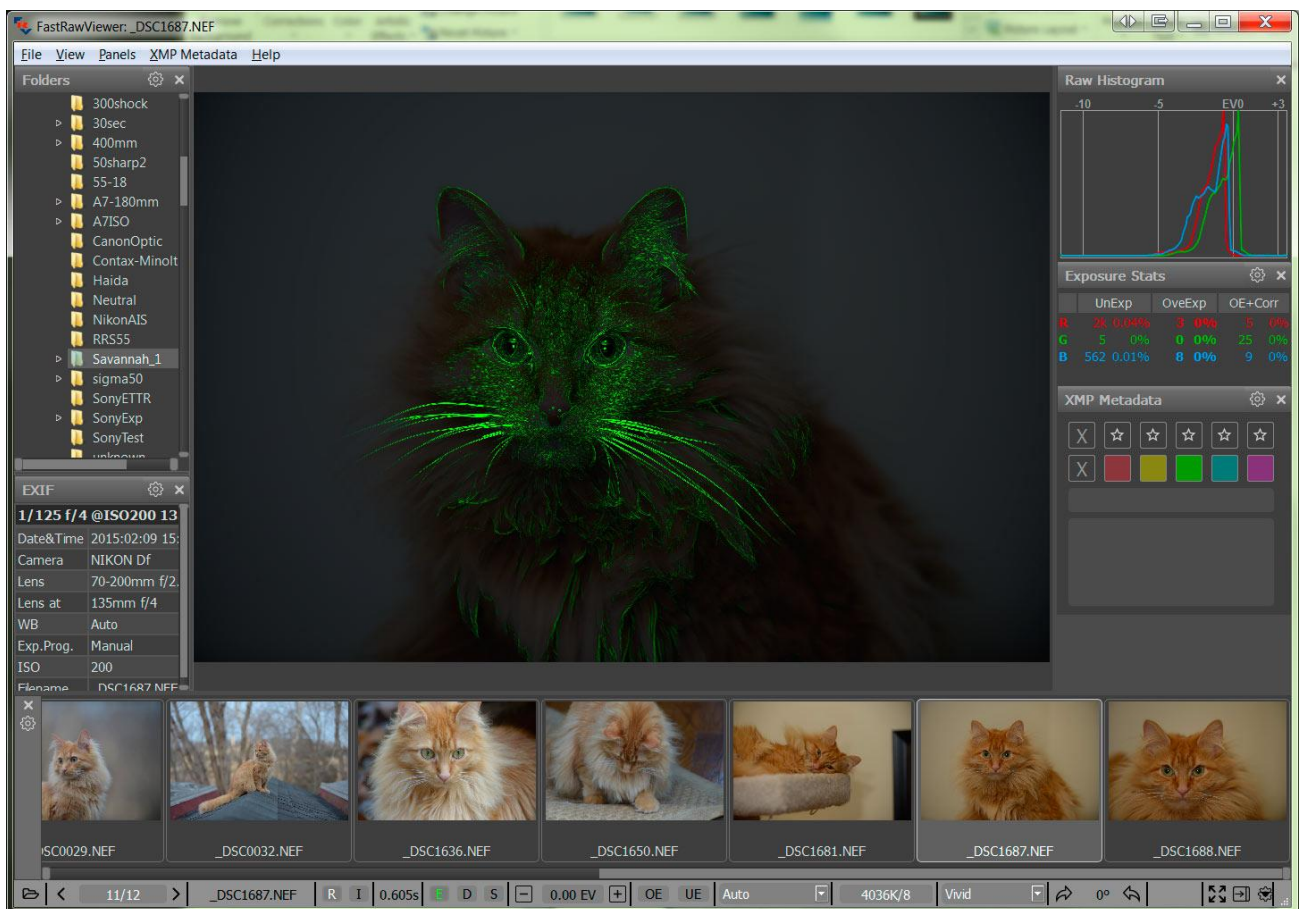 FastRawViewer: _DSC1687.NEF
File View Panels XMP Metadata Help
Folders
300shock
30sec
400mm
50sharp2
55-18
A7-180mm
A7ISO
CanonOptic
Contax-Minolt
Haida
Neutral
NikonAIS
RRS55
Savannah_1
sigma50
SonyETTR
SonyExp
SonyTest
unknown
EXIF
1/125 f/4 @ISO200 13
Date&Time 2015:02:09 15:
Camera NIKON Df
Lens 70-200mm f/2.
Lens at 135mm f/4
WB Auto
Exp.Prog. Manual
ISO 200
Filename _DSC1687.NEF
Raw Histogram
-10 -5 EV0 +3
Exposure Stats
UnExp OveExp OE+Corr
R 2k 0.04% 3 0% 5 0%
G 5 0% 0 0% 25 0%
B 562 0.01% 8 0% 9 0%
XMP Metadata
X
X
SC0029.NEF _DSC0032.NEF _DSC1636.NEF _DSC1650.NEF _DSC1681.NEF _DSC1687.NEF _DSC1688.NEF
11/12 _DSC1687.NEF R I 0.605s E D S 0.00 EV OE UE Auto 4036K/8 Vivid 0°